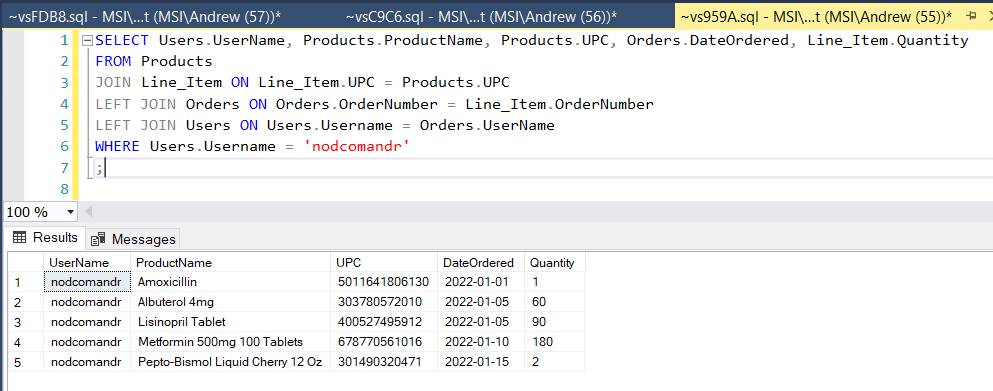 ~vsFDB8.sql - MSI\...t (MSI\Andrew (57))* ~vsC9C6.sql - MSI\...t (MSI\Andrew (56))* ~vs959A.sql - MSI\...t (MSI\Andrew (55))*
1 SELECT Users.UserName, Products.ProductName, Products.UPC, Orders.DateOrdered, Line_Item.Quantity
2 FROM Products
3 JOIN Line_Item ON Line_Item.UPC = Products.UPC
4 LEFT JOIN Orders ON Orders.OrderNumber = Line_Item.OrderNumber
5 LEFT JOIN Users ON Users.Username = Orders.UserName
6 WHERE Users.Username = 'nodcomandr'
7 ;
8
100 %
Results Messages
UserName ProductName UPC DateOrdered Quantity
1 nodcomandr Amoxicillin 5011641806130 2022-01-01 1
2 nodcomandr Albuterol 4mg 303780572010 2022-01-05 60
3 nodcomandr Lisinopril Tablet 400527495912 2022-01-05 90
4 nodcomandr Metformin 500mg 100 Tablets 678770561016 2022-01-10 180
5 nodcomandr Pepto-Bismol Liquid Cherry 12 Oz 301490320471 2022-01-15 2